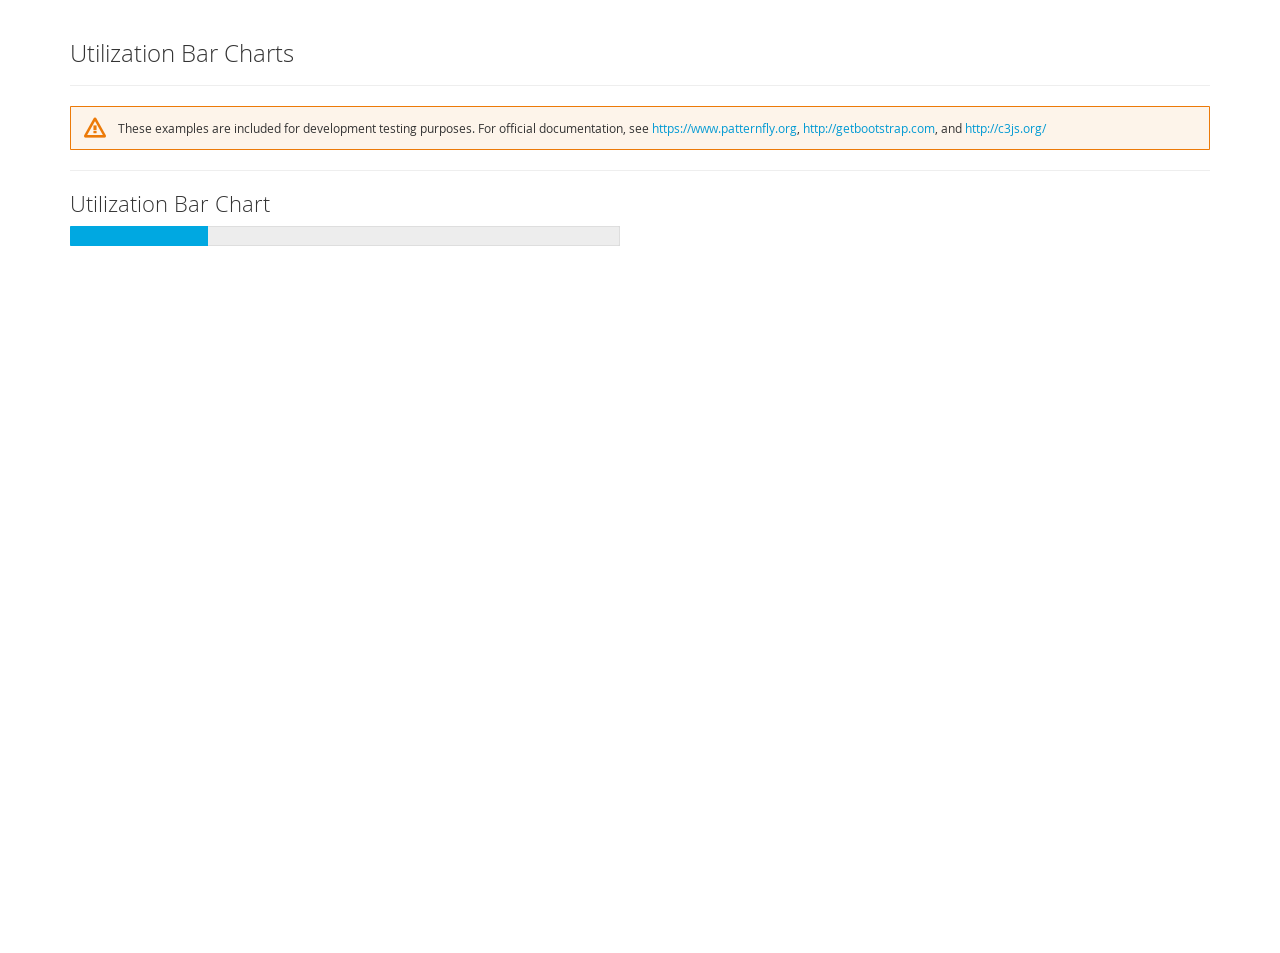 Utilization Bar Charts
These examples are included for development testing purposes. For official documentation, see https://www.patternfly.org, http://getbootstrap.com, and http://c3js.org/
Utilization Bar Chart